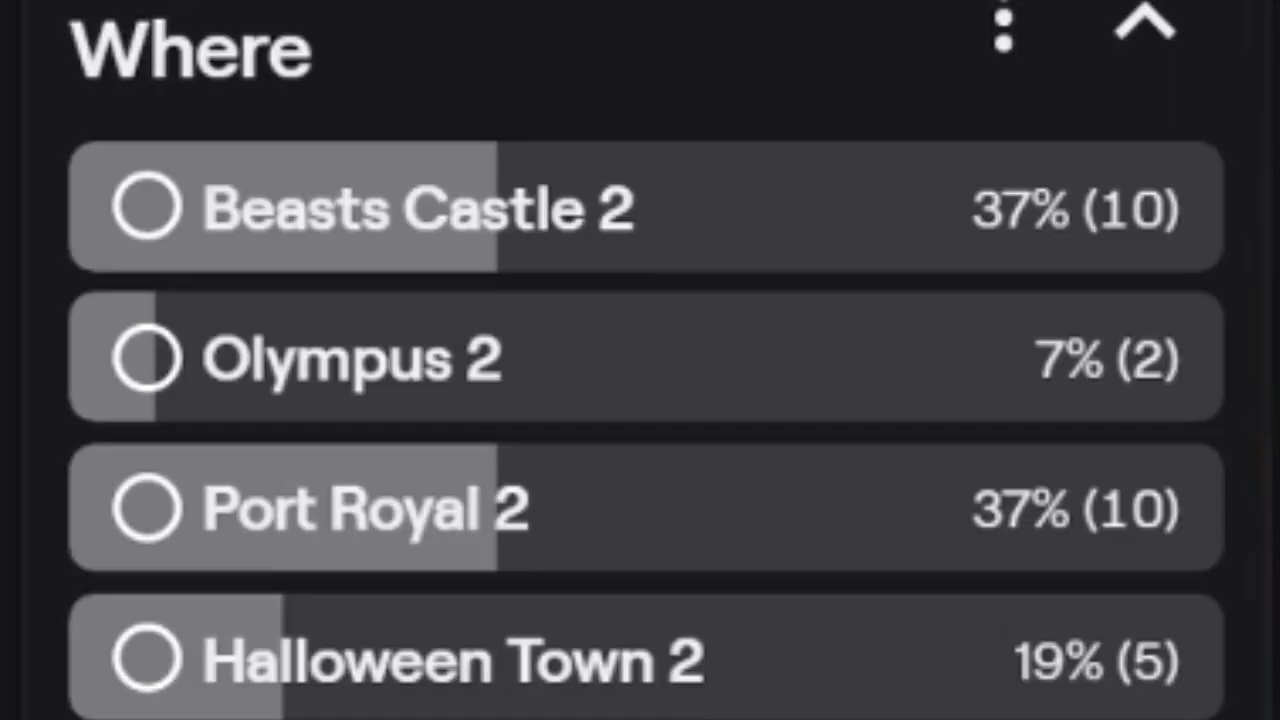 Where
Beasts Castle 2 37% (10)
Olympus 2 7% (2)
Port Royal 2 37% (10)
Halloween Town 2 19% (5)